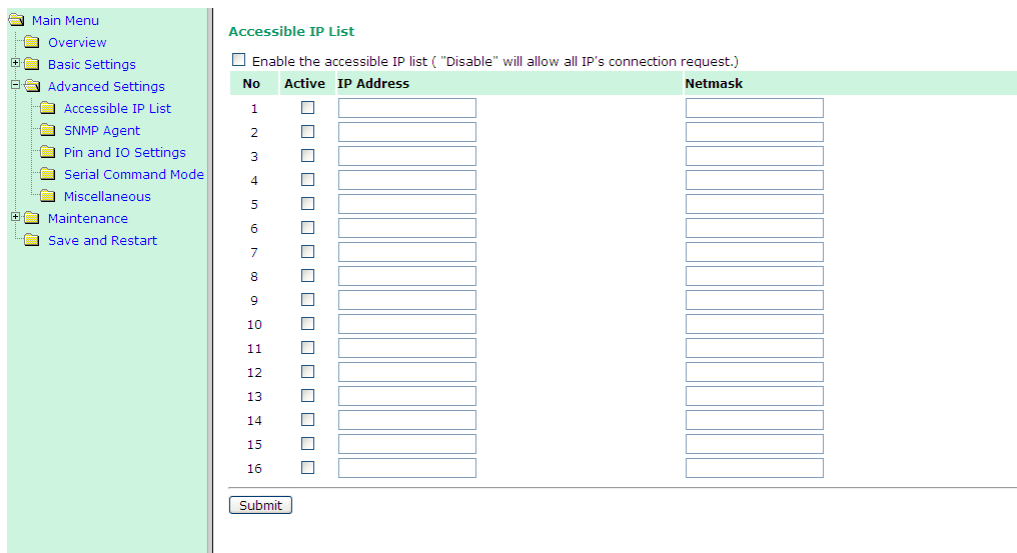 Main Menu
Overview
Basic Settings
Advanced Settings
Accessible IP List
SNMP Agent
Pin and IO Settings
Serial Command Mode
Miscellaneous
Maintenance
Save and Restart
Accessible IP List
Enable the accessible IP list ( "Disable" will allow all IP's connection request.)
No Active IP Address Netmask
1
2
3
4
5
6
7
8
9
10
11
12
13
14
15
16
Submit